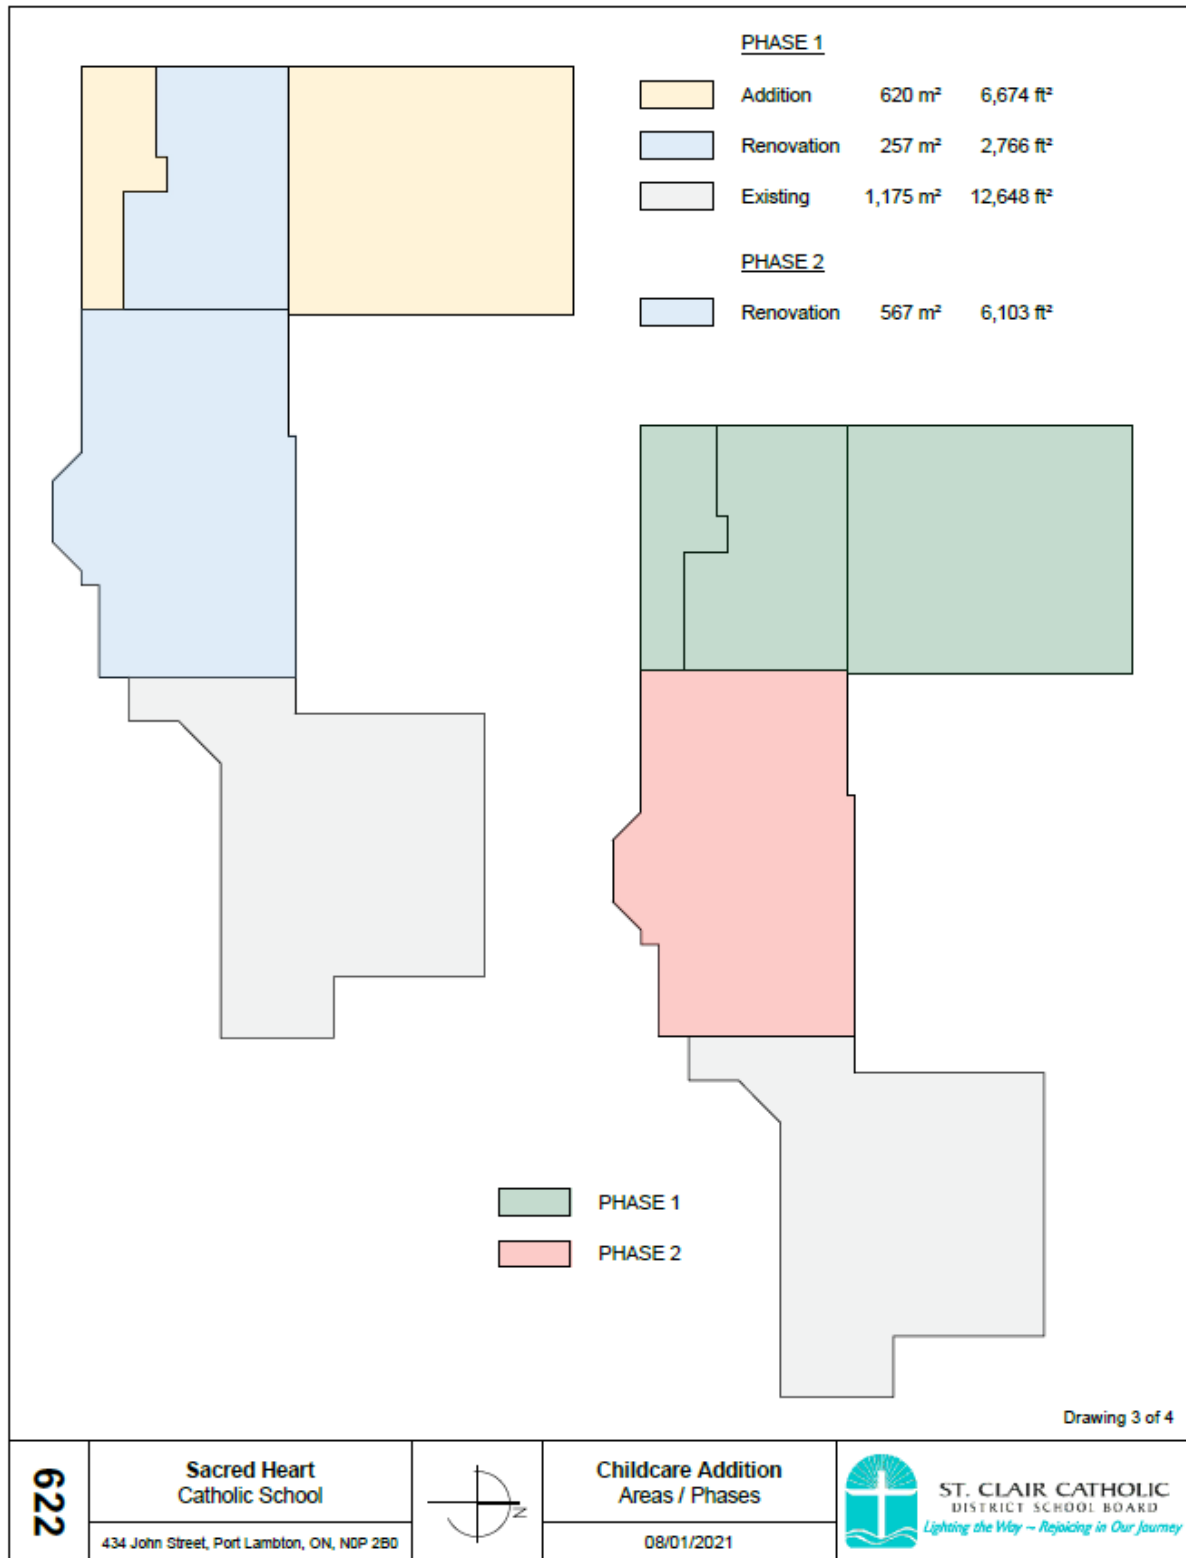 PHASE 1
Addition 620 m² 6,674 ft²
Renovation 257 m² 2,766 ft²
Existing 1,175 m² 12,648 ft²
PHASE 2
Renovation 567 m² 6,103 ft²
PHASE 1
PHASE 2
Drawing 3 of 4
622
Sacred Heart
Catholic School
434 John Street, Port Lambton, ON, N0P 2B0
N
Childcare Addition
Areas / Phases
08/01/2021
ST. CLAIR CATHOLIC
DISTRICT SCHOOL BOARD
Lighting the Way ~ Rejoicing in Our Journey